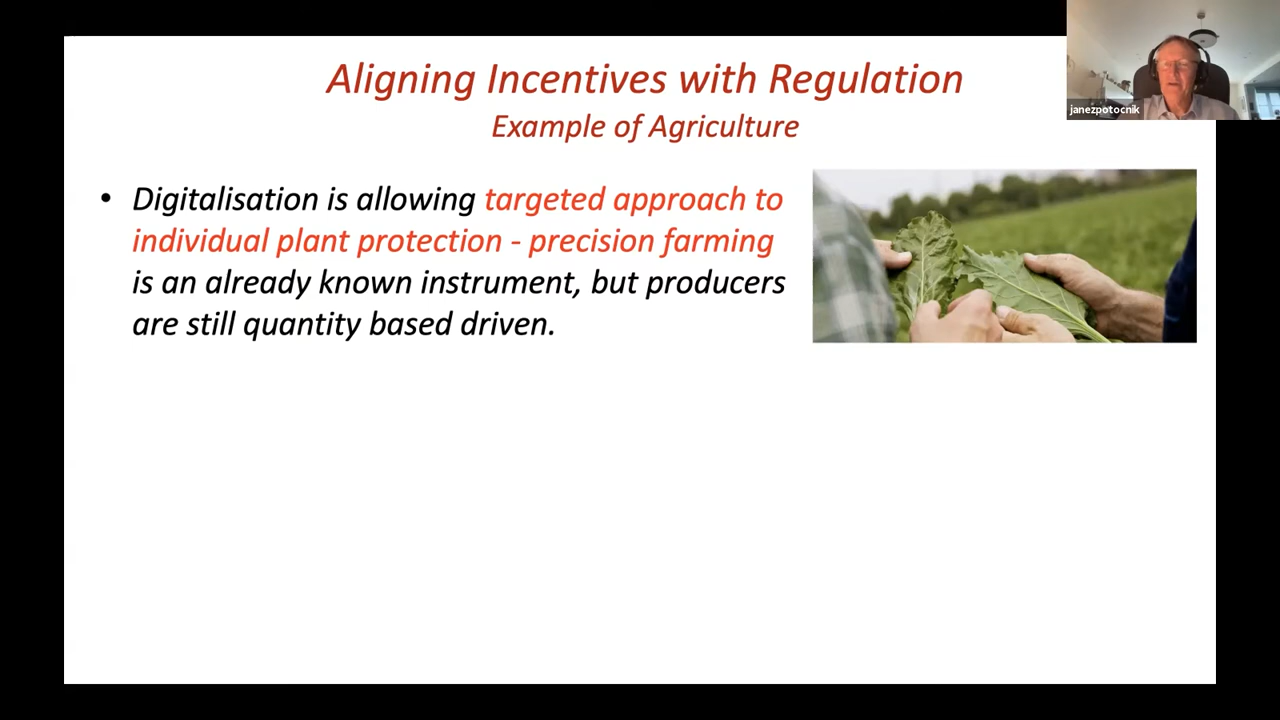 Aligning Incentives with Regulation
Example of Agriculture
janezpotocnik
• Digitalisation is allowing targeted approach to
individual plant protection - precision farming
is an already known instrument, but producers
are still quantity based driven.